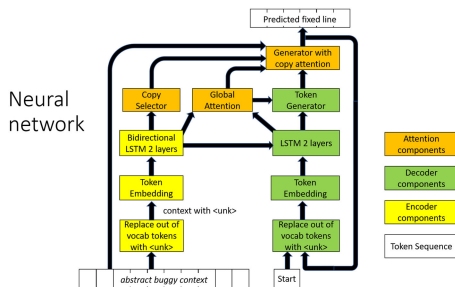 Predicted fixed line
Generator with
copy attention
Neural
network
Copy
Selector
Global
Attention
Token
Generator
Bidirectional
LSTM 2 layers
LSTM 2 layers
Token
Embedding
Token
Embedding
context with <unk>
Replace out of
vocab tokens
with <unk>
Replace out of
vocab tokens
with <unk>
abstract buggy context
Start
Attention
components
Decoder
components
Encoder
components
Token Sequence